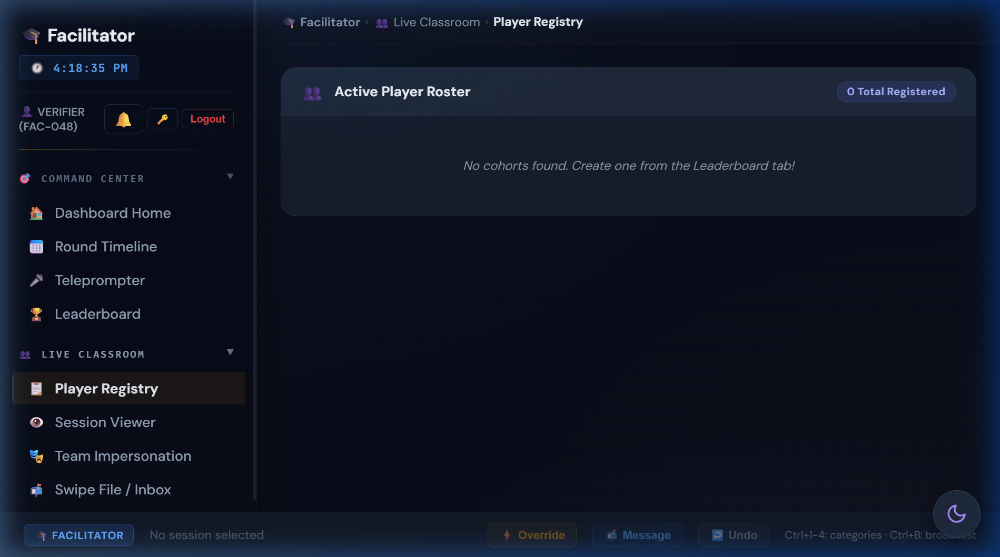 Facilitator
4:18:35 PM
VERIFIER
(FAC-048)
Logout
COMMAND CENTER
Dashboard Home
Round Timeline
Teleprompter
Leaderboard
LIVE CLASSROOM
Player Registry
Session Viewer
Team Impersonation
Swipe File / Inbox
Facilitator › Live Classroom › Player Registry
Active Player Roster
0 Total Registered
No cohorts found. Create one from the Leaderboard tab!
FACILITATOR
No session selected
Override
Message
Undo
Ctrl+1-4: categories · Ctrl+B: broadcast